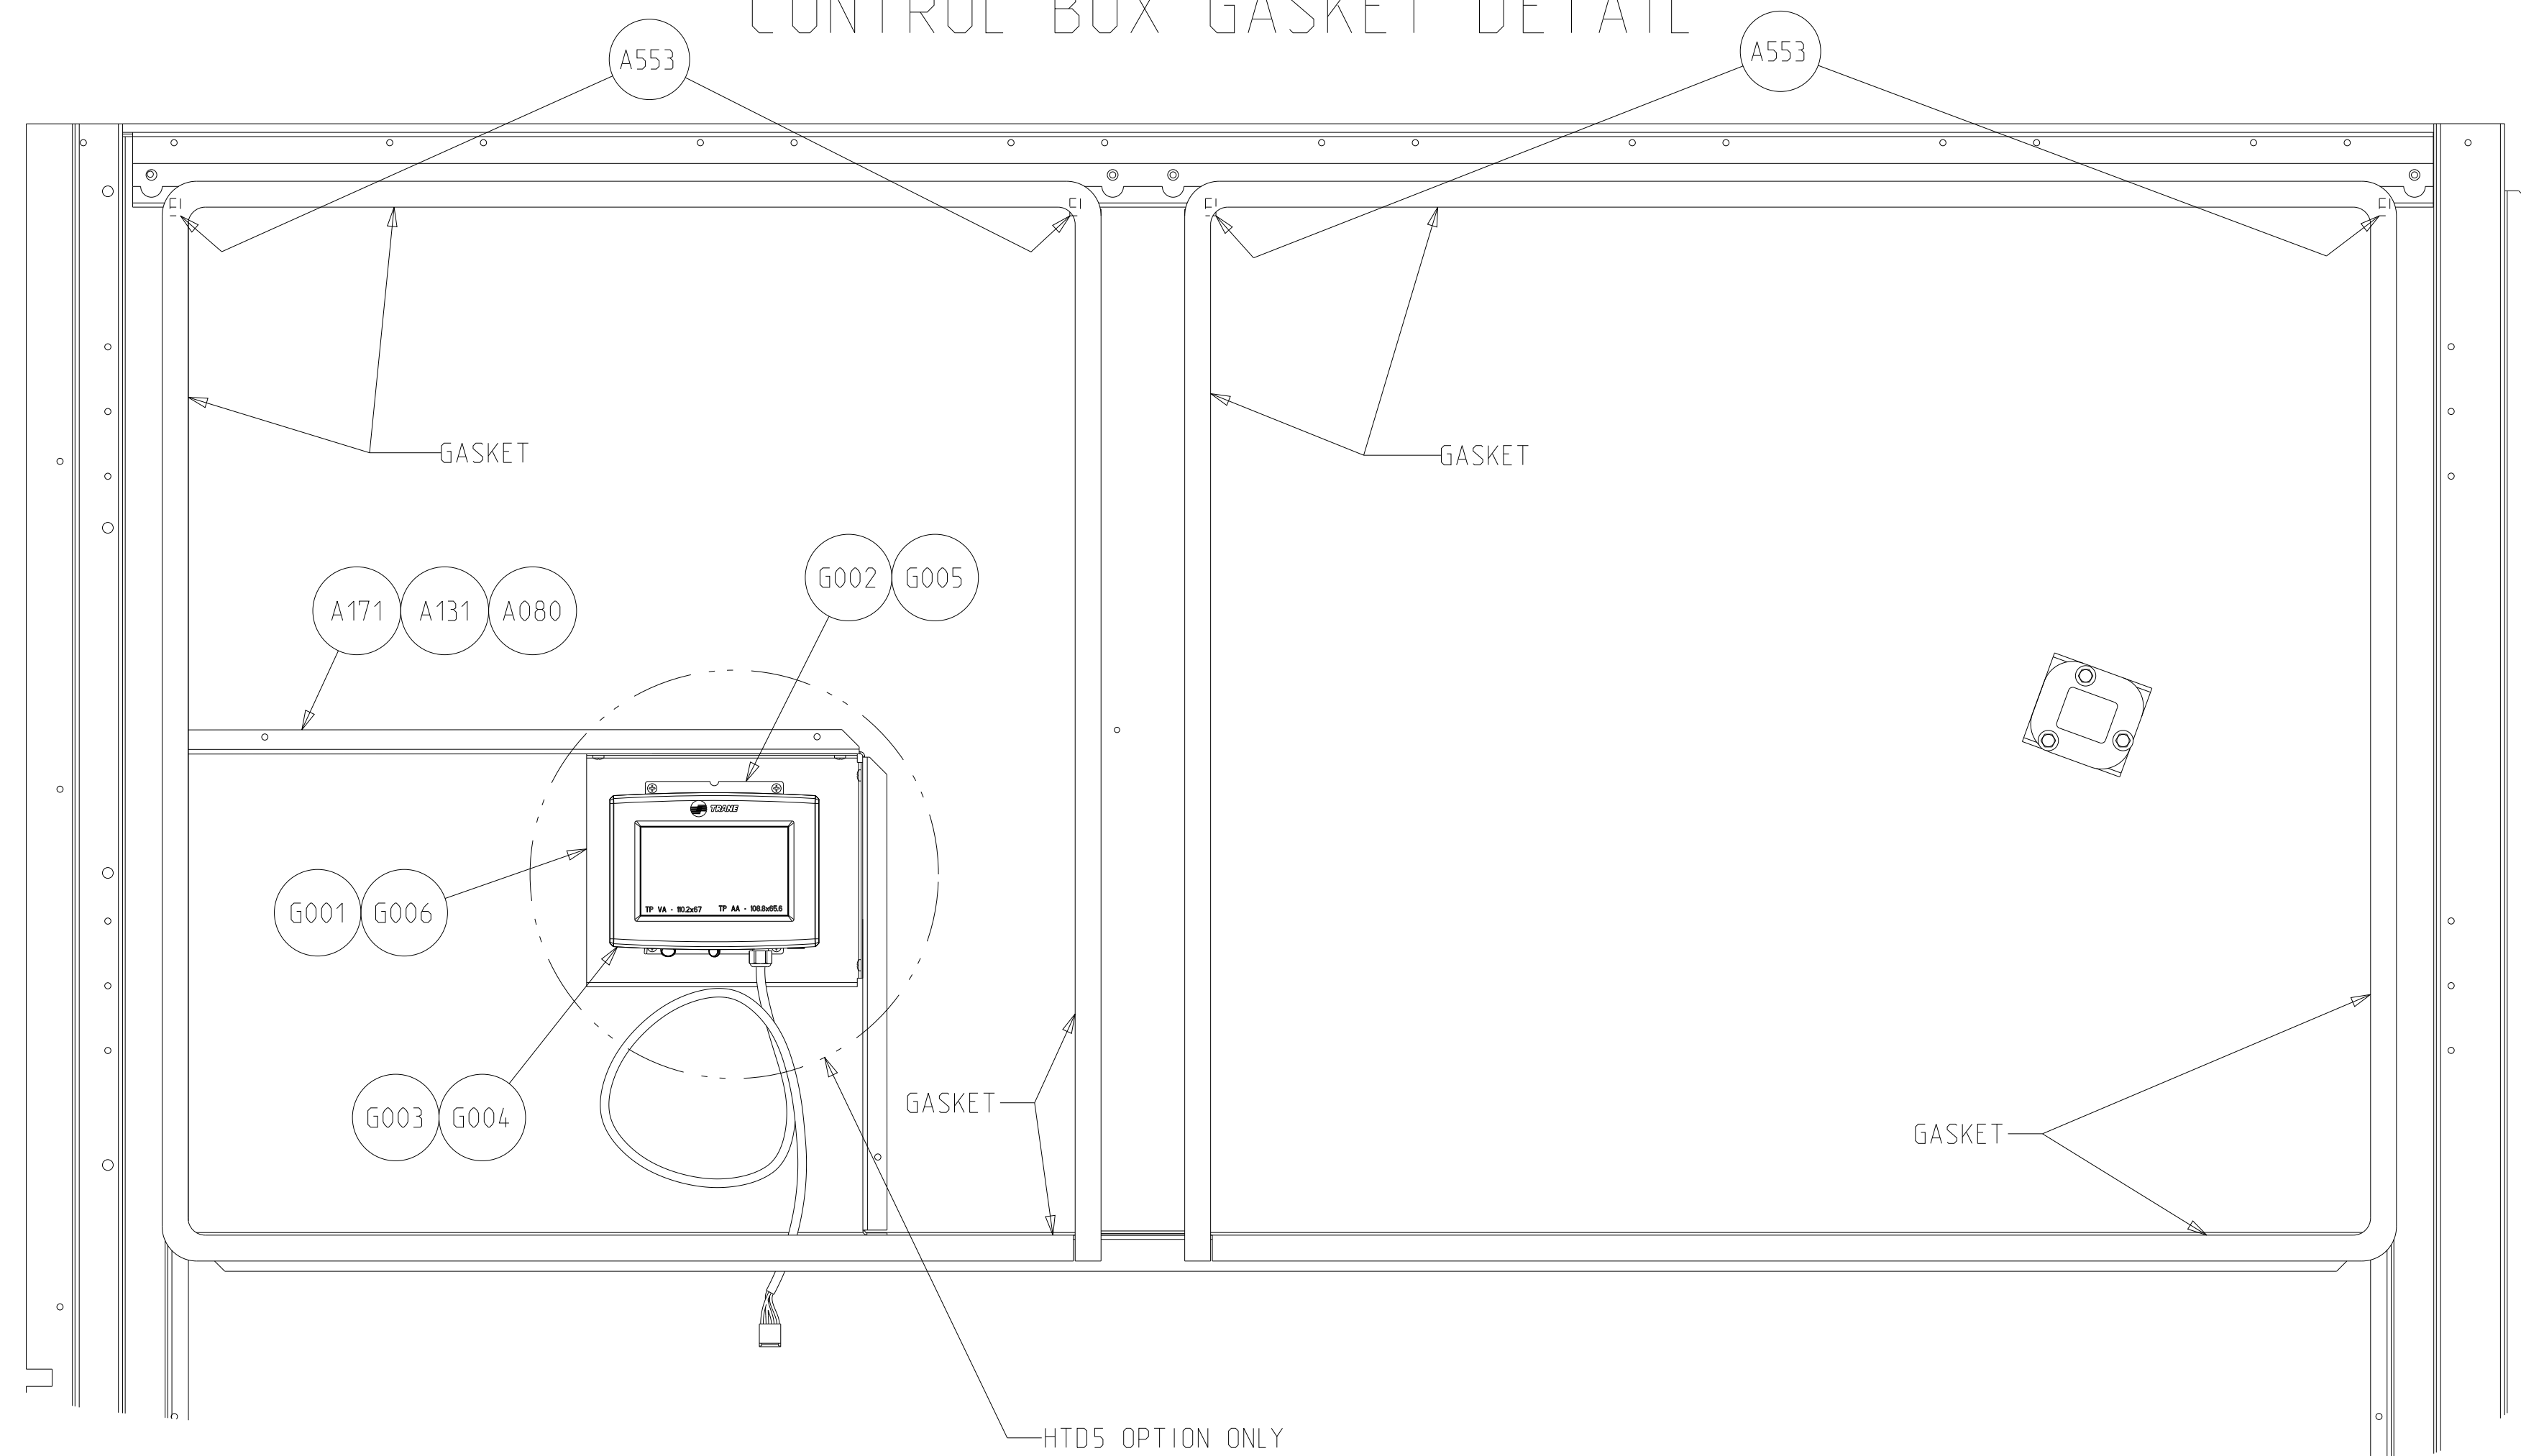 CONTROL BOX GASKET DETAIL
A553
A553
GASKET
GASKET
G002 G005
A171 A131 A080
TRANE
G001 G006
TP VA - 110.2x67 TP AA - 108.8x65.6
G003 G004
GASKET
GASKET
HTD5 OPTION ONLY